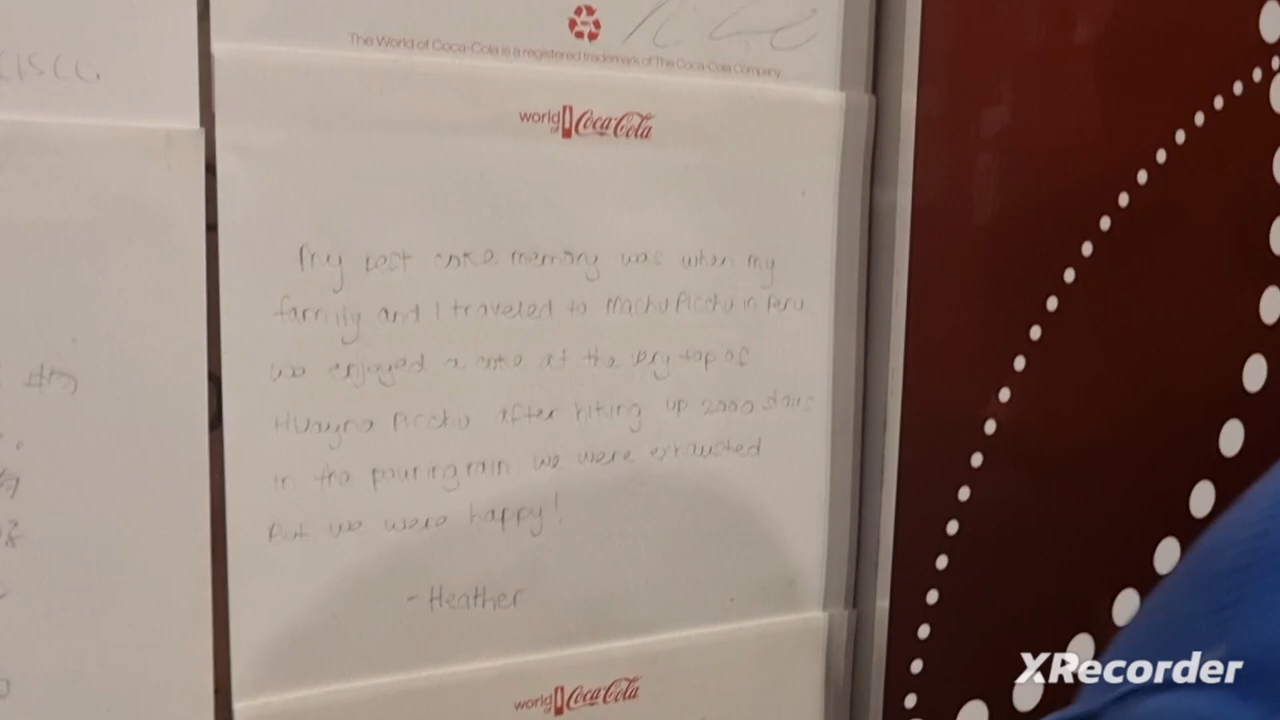 The World of Coca-Cola is a registered trademark of The Coca-Cola Company
world of Coca-Cola
My best coke memory was when my
family and I traveled to Machu Picchu in Peru
we enjoyed a coke at the very top of
Huayna Picchu after hiking up 2000 stairs
in the pouring rain we were exhausted
But we were happy!
- Heather
world of Coca-Cola
XRecorder